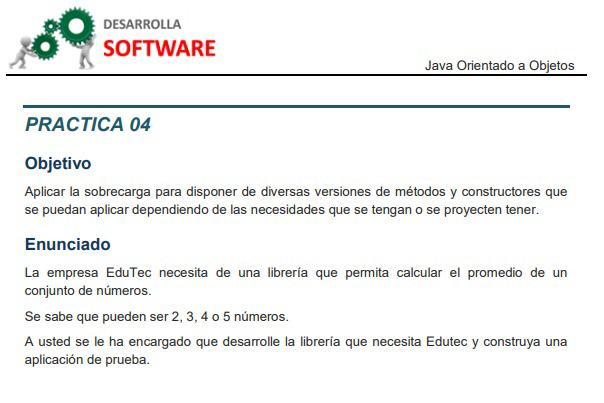 DESARROLLA
SOFTWARE
Java Orientado a Objetos
PRACTICA 04
Objetivo
Aplicar la sobrecarga para disponer de diversas versiones de métodos y constructores que
se puedan aplicar dependiendo de las necesidades que se tengan o se proyecten tener.
Enunciado
La empresa EduTec necesita de una librería que permita calcular el promedio de un
conjunto de números.
Se sabe que pueden ser 2, 3, 4 o 5 números.
A usted se le ha encargado que desarrolle la librería que necesita Edutec y construya una
aplicación de prueba.